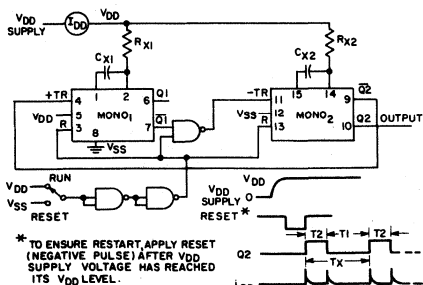 VDD
VDD SUPPLY
IDD
RX1
RX2
CX1
CX2
+TR
4
1
2
6
Q1
VDD
5
MONO1
R
3
8
7
Q1
VSS
-TR
11
15
14
9
Q2
VSS
12
MONO2
R
13
10
Q2
OUTPUT
RUN
VDD
VSS
RESET
VDD SUPPLY
VDD
0
RESET*
T2
T1
T2
Q2
TX
* TO ENSURE RESTART, APPLY RESET
(NEGATIVE PULSE) AFTER VDD
SUPPLY VOLTAGE HAS REACHED
ITS VDD LEVEL.